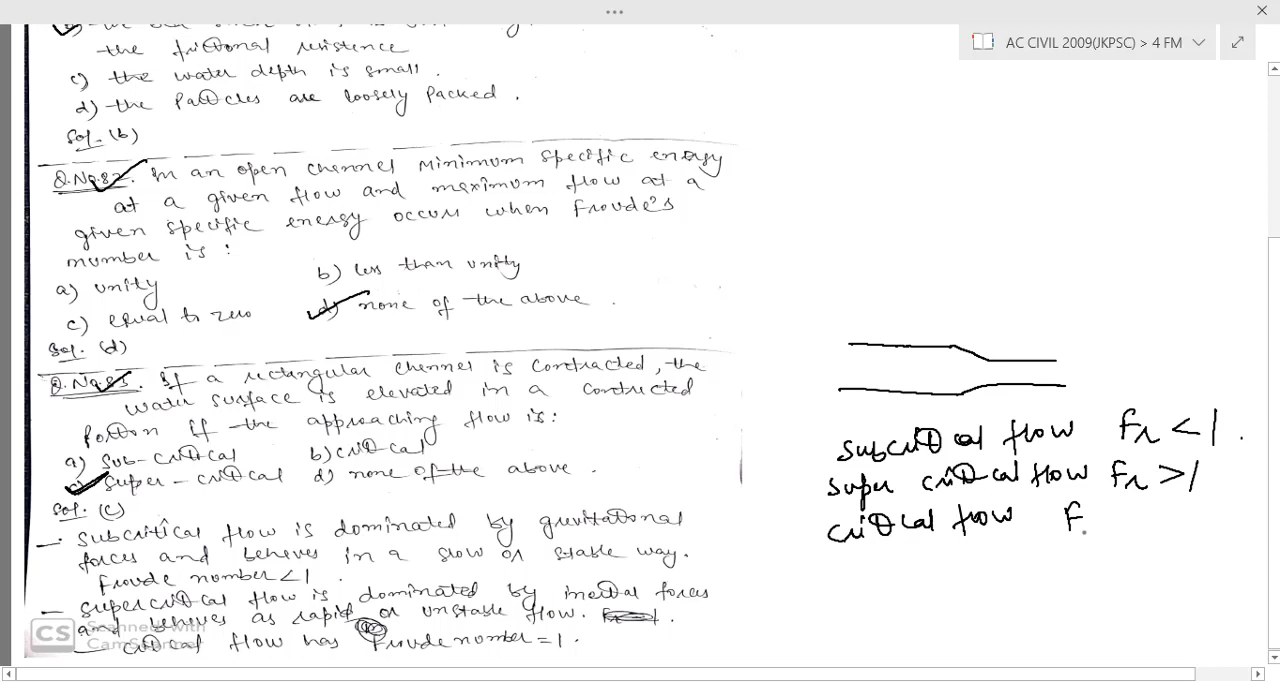 AC CIVIL 2009(JKPSC) > 4 FM
the frictional resistence
c) the water depth is small.
d) the Particles are loosely Packed.
Sol. (b)
Q.No.82. In an open channel minimum specific energy
at a given flow and maximum flow at a
given specific energy occurs when Froude's
number is:
a) unity
b) less than unity
c) equal to zero
d) none of the above.
Sol. (d)
Q.No.83. If a rectangular channel is contracted, the
water surface is elevated in a contracted
portion if the approaching flow is:
a) Sub-critical
b) critical
c) Super-critical
d) none of the above.
Sol. (c)
- Subcritical flow is dominated by gravitational
forces and behaves in a slow or stable way.
Froude number <1.
- Supercritical flow is dominated by inertial forces
and behaves as rapid or unstable flow.
- critical flow has Froude number = 1.
CS Scanned with
CamScanner
subcritical flow Fr < 1.
super critical flow Fr > 1
critical flow F